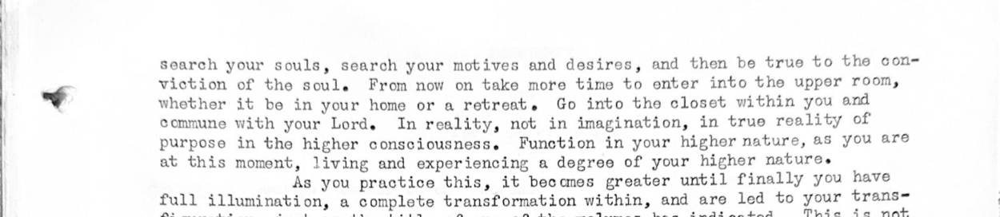 search your souls, search your motives and desires, and then be true to the con-
viction of the soul.  From now on take more time to enter into the upper room,
whether it be in your home or a retreat.  Go into the closet within you and
commune with your Lord.  In reality, not in imagination, in true reality of
purpose in the higher consciousness.  Function in your higher nature, as you are
at this moment, living and experiencing a degree of your higher nature.
As you practice this, it becomes greater until finally you have
full illumination, a complete transformation within, and are led to your trans-
This is not